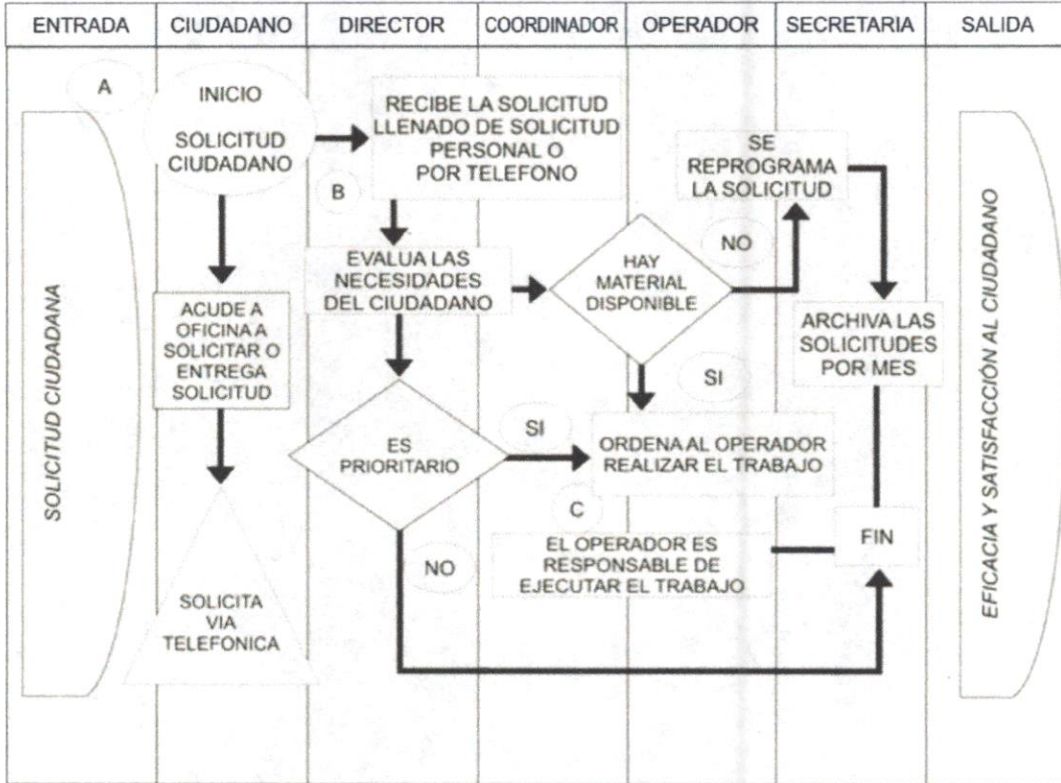 ENTRADA
CIUDADANO
DIRECTOR
COORDINADOR
OPERADOR
SECRETARIA
SALIDA
A
INICIO
SOLICITUD
CIUDADANO
RECIBE LA SOLICITUD
LLENADO DE SOLICITUD
PERSONAL O
POR TELEFONO
B
SE
REPROGRAMA
LA SOLICITUD
NO
EVALUA LAS
NECESIDADES
DEL CIUDADANO
HAY
MATERIAL
DISPONIBLE
ACUDE A
OFICINA A
SOLICITAR O
ENTREGA
SOLICITUD
ARCHIVA LAS
SOLICITUDES
POR MES
SI
SI
ES
PRIORITARIO
ORDENA AL OPERADOR
REALIZAR EL TRABAJO
C
NO
EL OPERADOR ES
RESPONSABLE DE
EJECUTAR EL TRABAJO
FIN
SOLICITA
VIA
TELEFONICA
SOLICITUD CIUDADANA
EFICACIA Y SATISFACCIÓN AL CIUDADANO